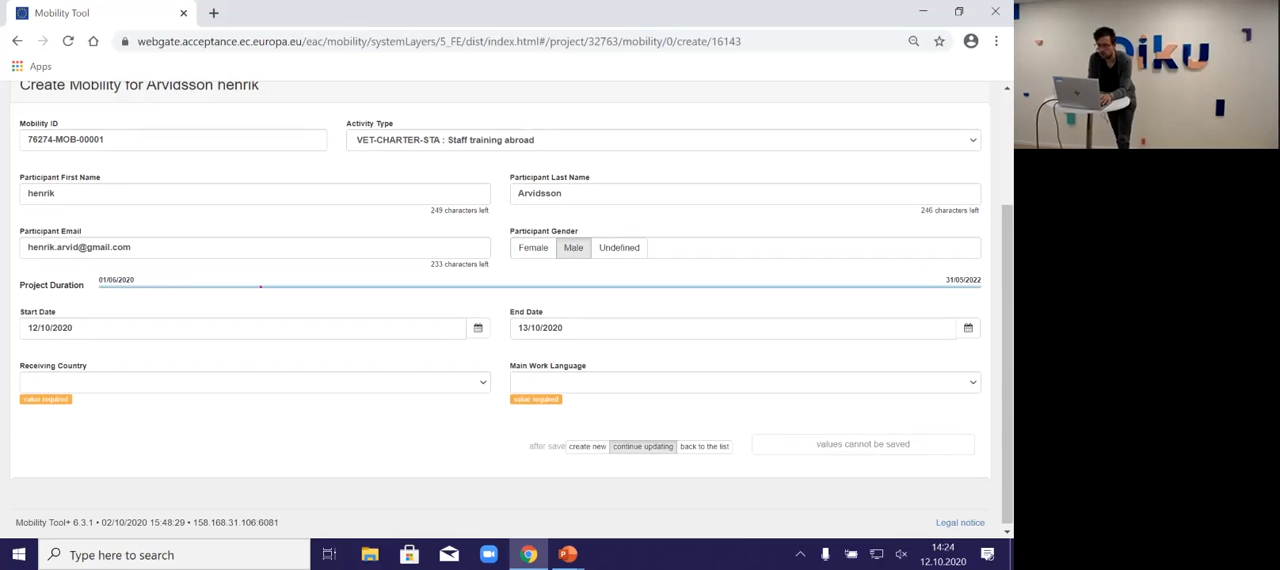 Mobility Tool
webgate.acceptance.ec.europa.eu/eac/mobility/systemLayers/5_FE/dist/index.html#/project/32763/mobility/0/create/16143
Apps
Create Mobility for Arvidsson henrik
Mobility ID
Activity Type
76274-MOB-00001
VET-CHARTER-STA : Staff training abroad
Participant First Name
Participant Last Name
henrik
Arvidsson
249 characters left
246 characters left
Participant Email
Participant Gender
henrik.arvid@gmail.com
Female Male Undefined
233 characters left
01/06/2020
31/05/2022
Project Duration
Start Date
End Date
12/10/2020
13/10/2020
Receiving Country
Main Work Language
value required
value required
after save create new continue updating back to the list
values cannot be saved
Mobility Tool+ 6.3.1 • 02/10/2020 15:48:29 • 158.168.31.106:6081
Legal notice
Type here to search
14:24
12.10.2020